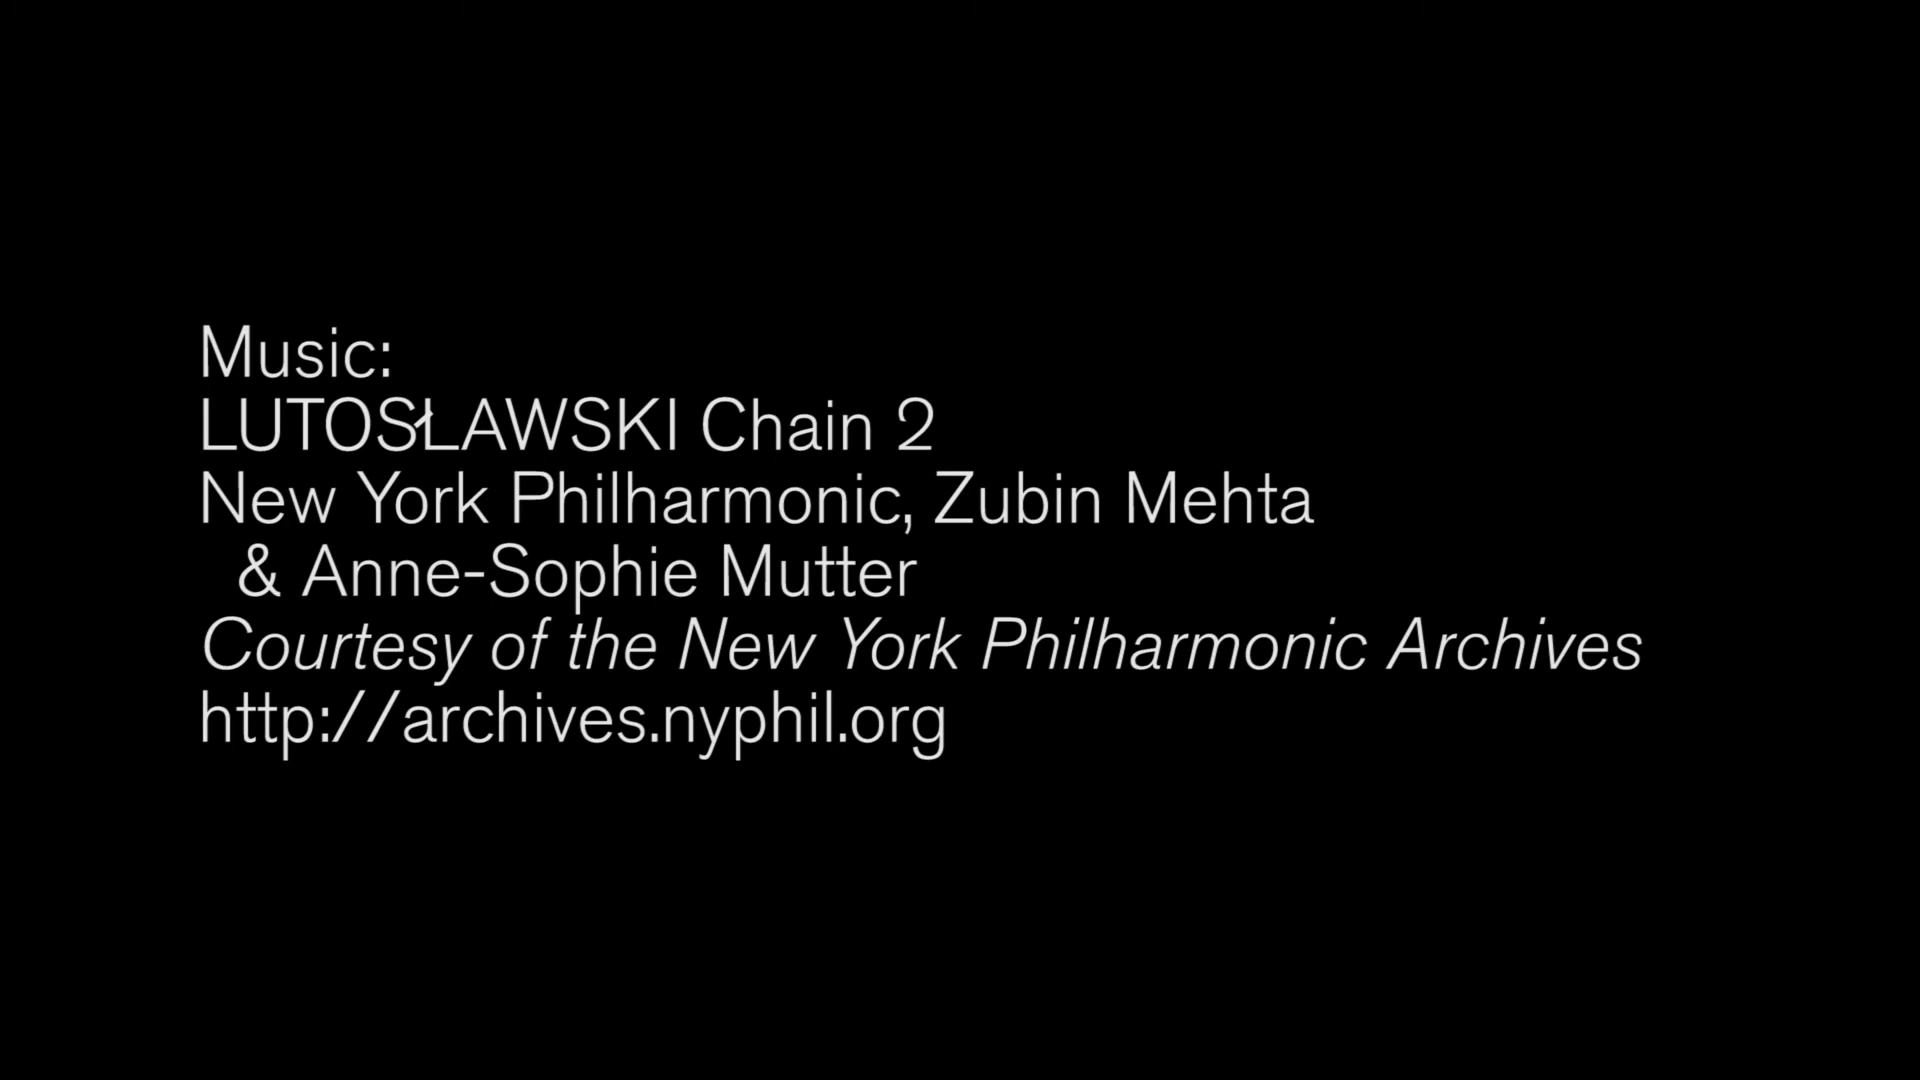 Music:
LUTOSŁAWSKI Chain 2
New York Philharmonic, Zubin Mehta
& Anne-Sophie Mutter
Courtesy of the New York Philharmonic Archives
http://archives.nyphil.org